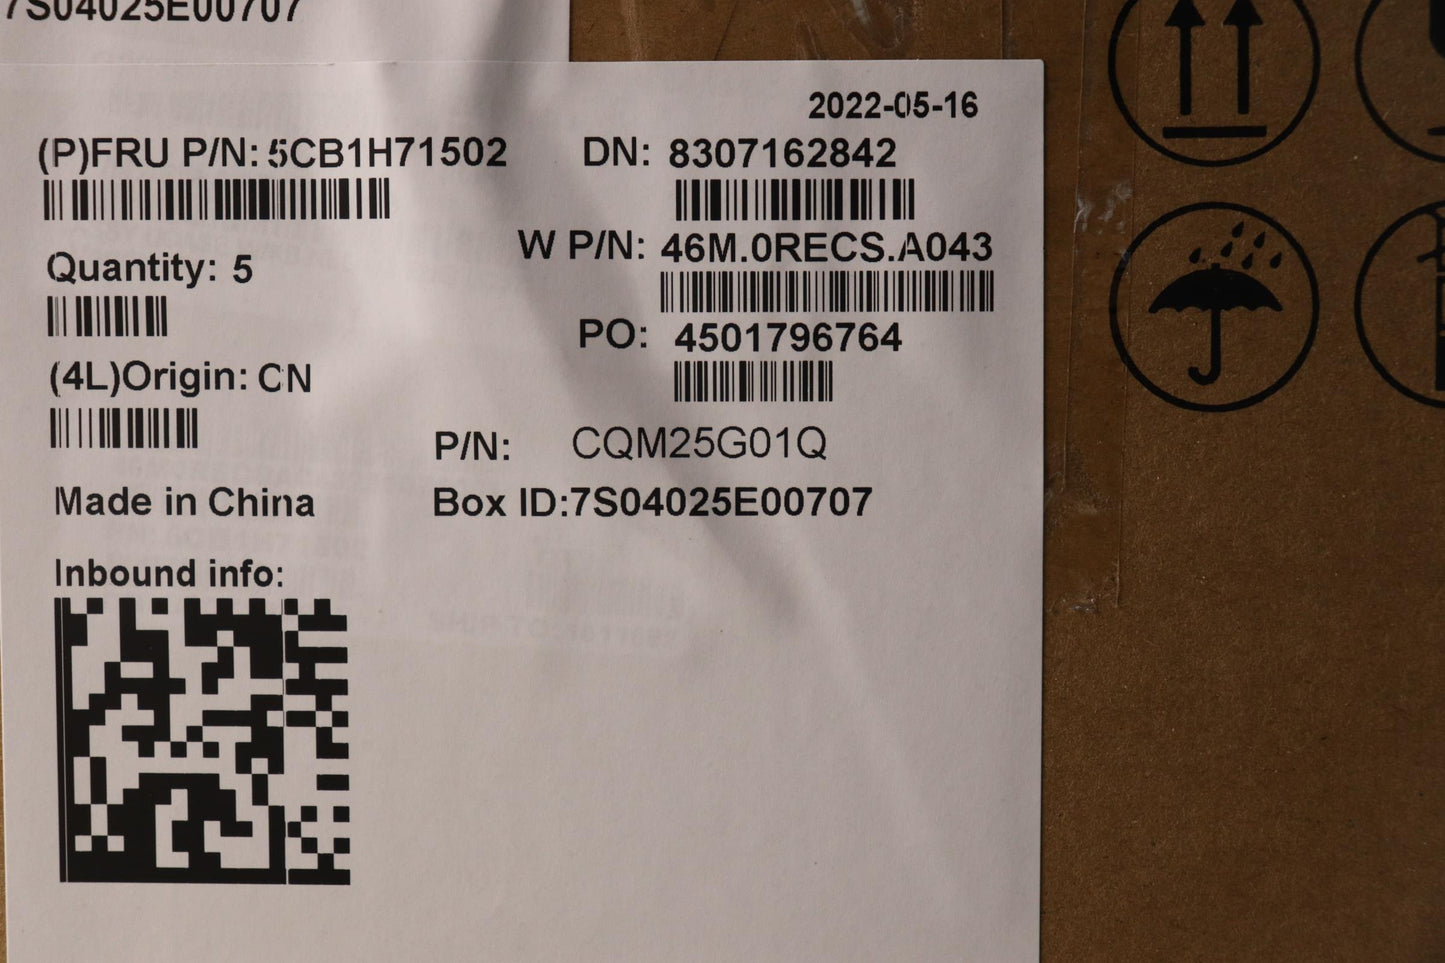 7S04025E00707
2022-05-16
(P)FRU P/N: 5CB1H71502
DN: 8307162842
W P/N: 46M.0RECS.A043
Quantity: 5
PO: 4501796764
(4L)Origin: CN
P/N: CQM25G01Q
Made in China
Box ID:7S04025E00707
Inbound info: